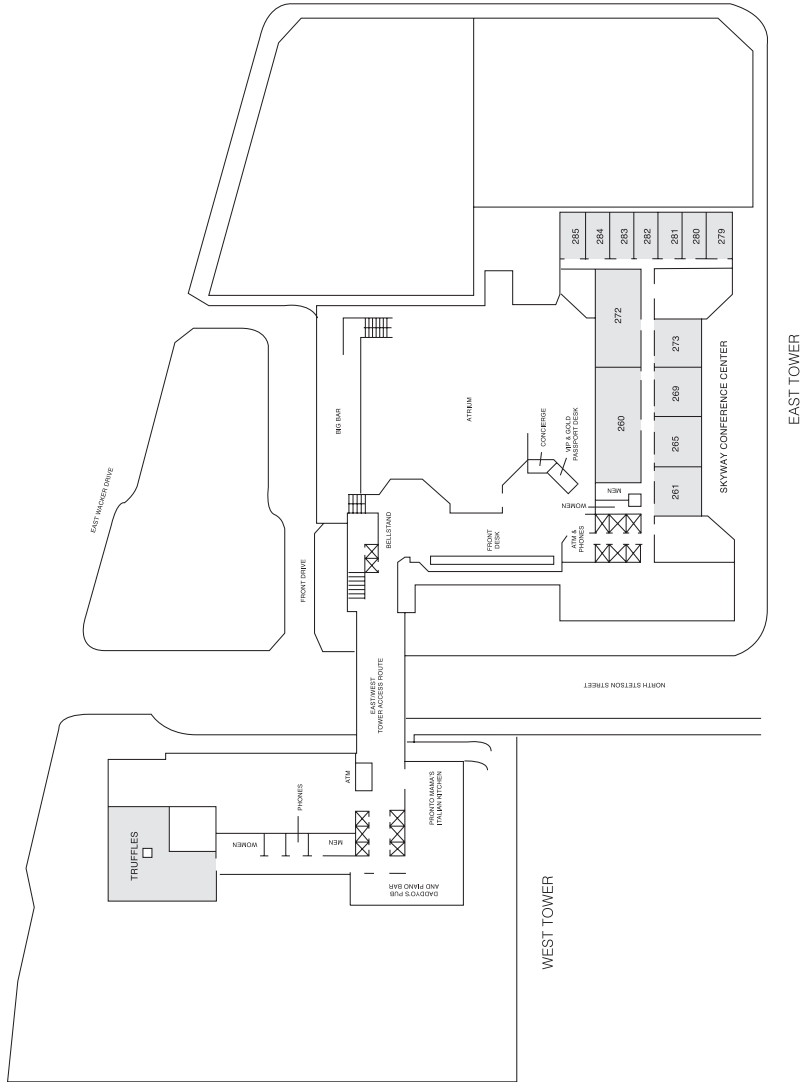 EAST WACKER DRIVE
FRONT DRIVE
BIG BAR
ATRIUM
CONCIERGE
VIP & GOLD
PASSPORT DESK
BELLSTAND
FRONT
DESK
ATM &
PHONES
WOMEN
MEN
285
284
283
282
281
280
279
272
260
273
269
265
261
SKYWAY CONFERENCE CENTER
EAST TOWER
NORTH STETSON STREET
EAST/WEST
TOWER ACCESS ROUTE
ATM
PHONES
WOMEN
MEN
TRUFFLES
PRONTO MAMA'S
ITALIAN KITCHEN
DADDYO'S PUB
AND PIANO BAR
WEST TOWER